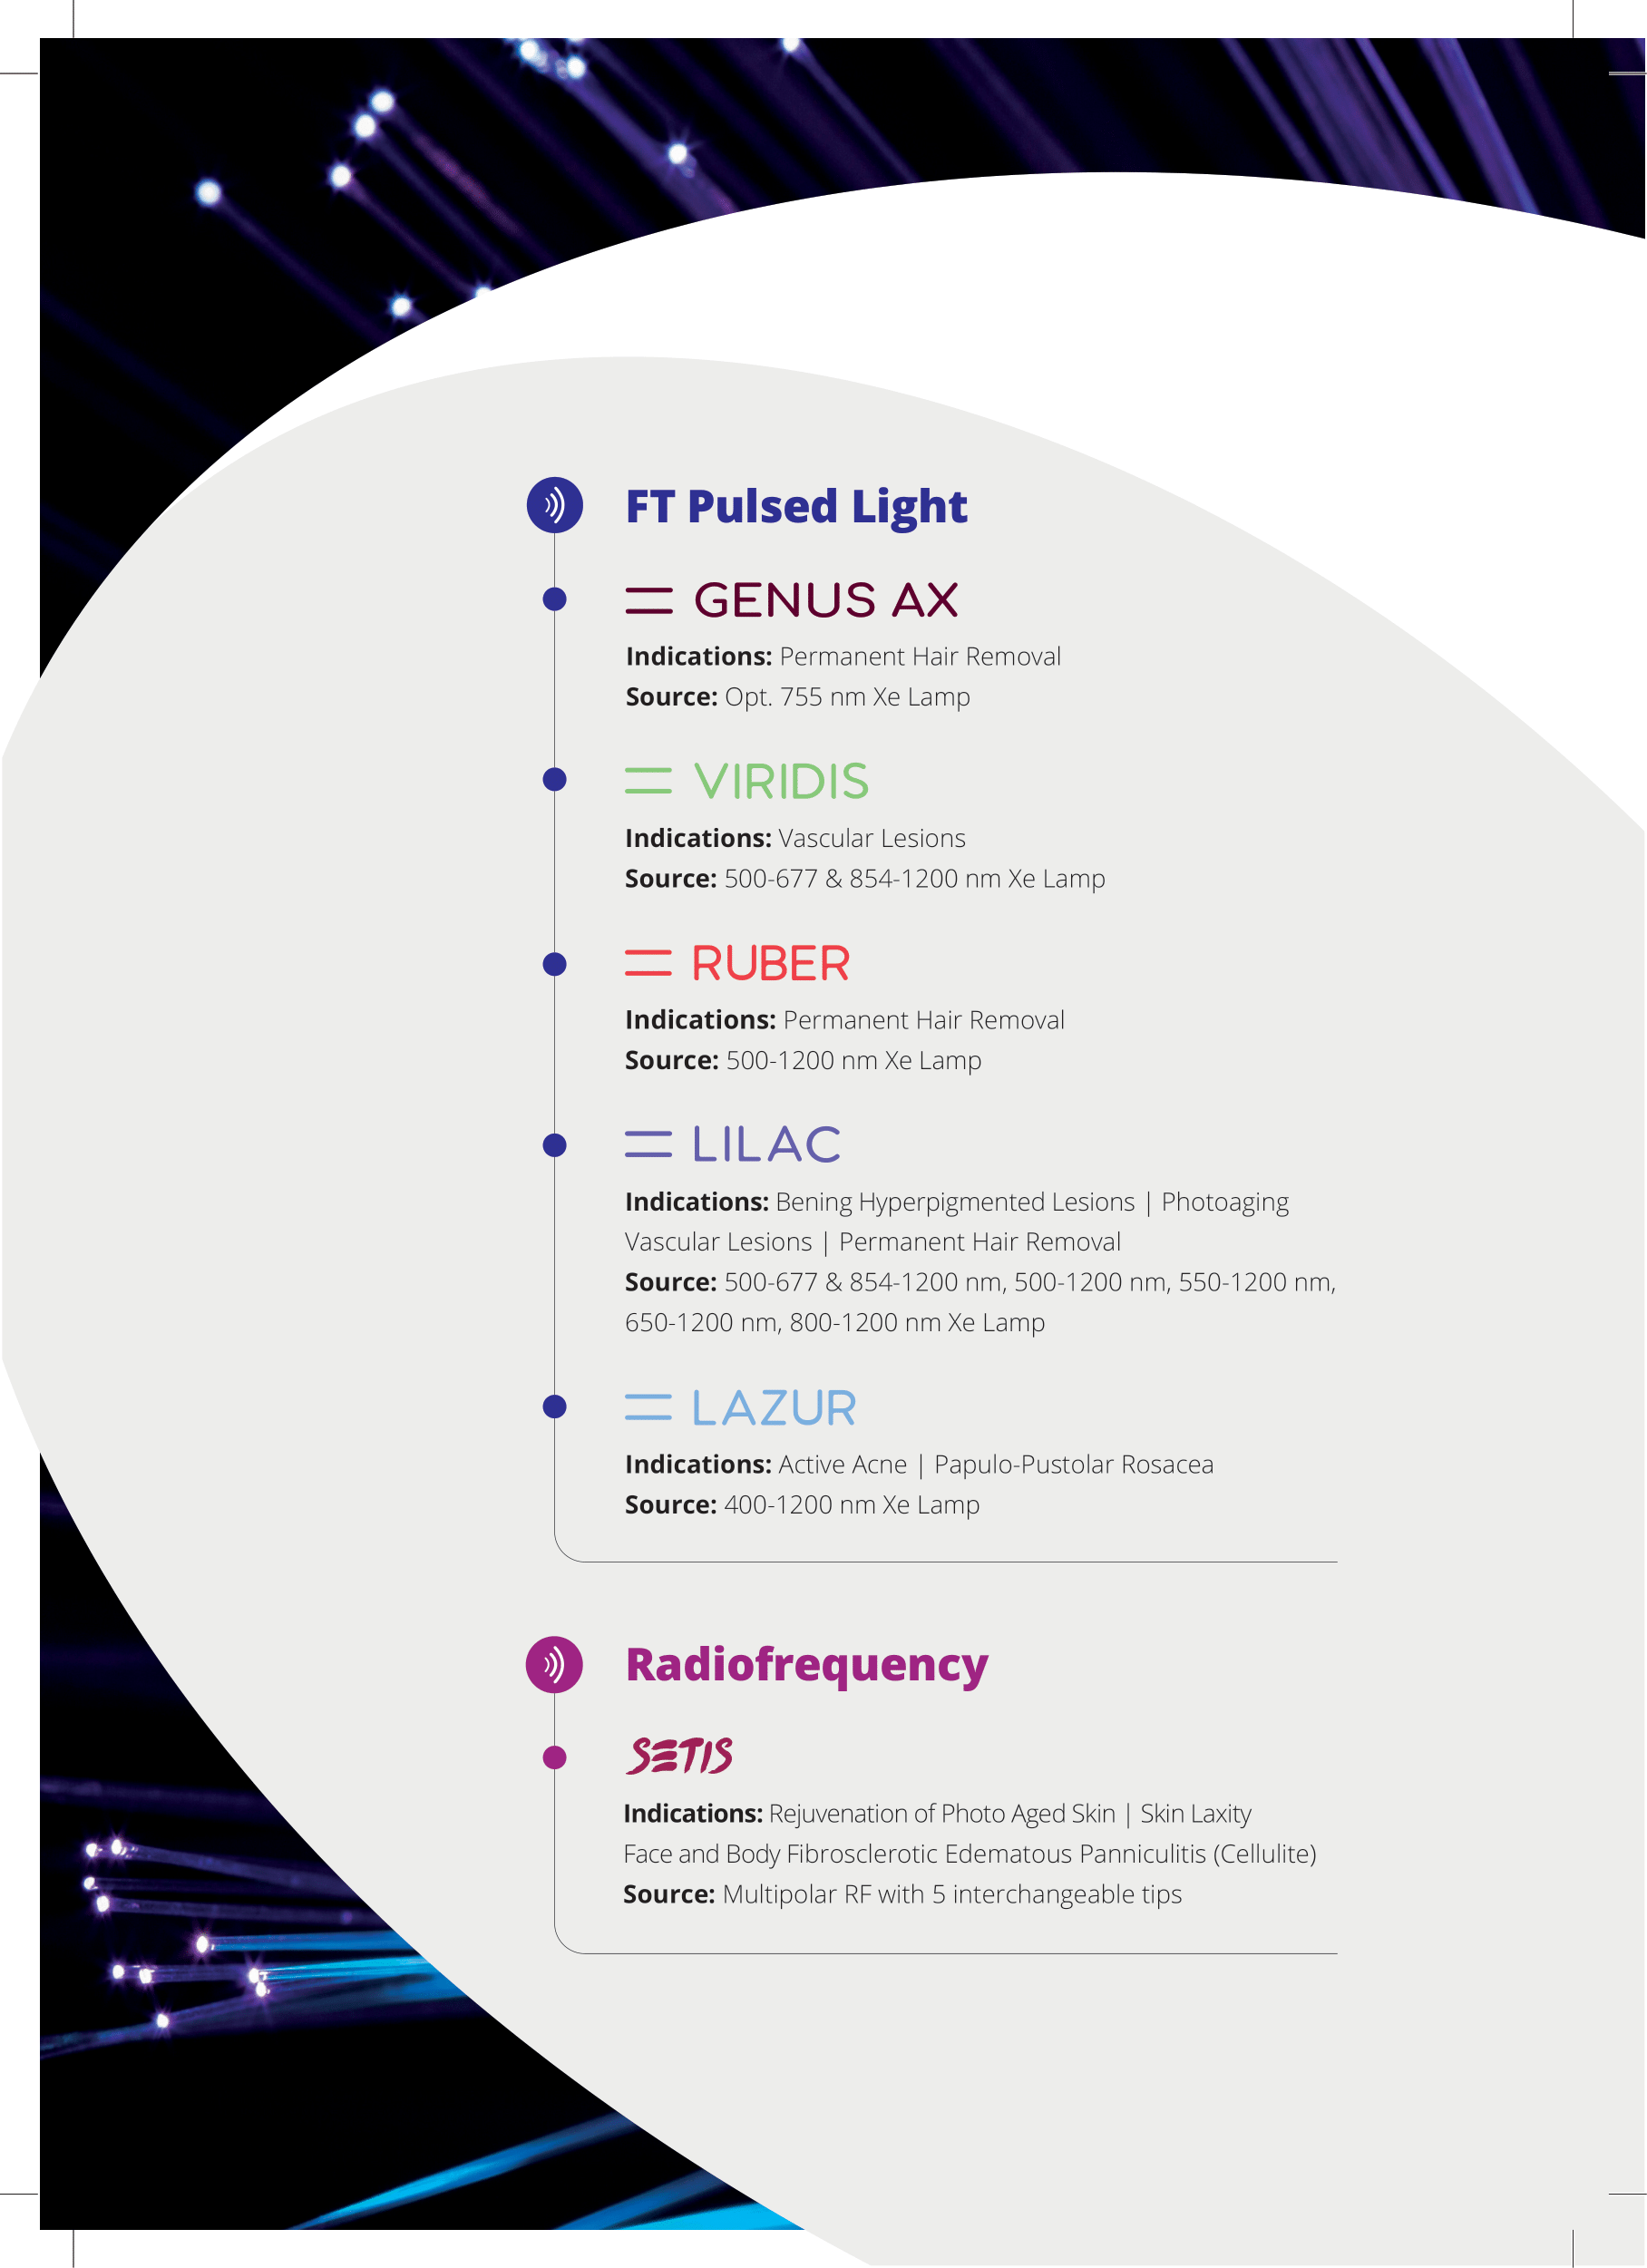 FT Pulsed Light
GENUS AX
Indications: Permanent Hair Removal
Source: Opt. 755 nm Xe Lamp
VIRIDIS
Indications: Vascular Lesions
Source: 500-677 & 854-1200 nm Xe Lamp
RUBER
Indications: Permanent Hair Removal
Source: 500-1200 nm Xe Lamp
LILAC
Indications: Bening Hyperpigmented Lesions | Photoaging
Vascular Lesions | Permanent Hair Removal
Source: 500-677 & 854-1200 nm, 500-1200 nm, 550-1200 nm,
650-1200 nm, 800-1200 nm Xe Lamp
LAZUR
Indications: Active Acne | Papulo-Pustolar Rosacea
Source: 400-1200 nm Xe Lamp
Radiofrequency
SETIS
Indications: Rejuvenation of Photo Aged Skin | Skin Laxity
Face and Body Fibrosclerotic Edematous Panniculitis (Cellulite)
Source: Multipolar RF with 5 interchangeable tips